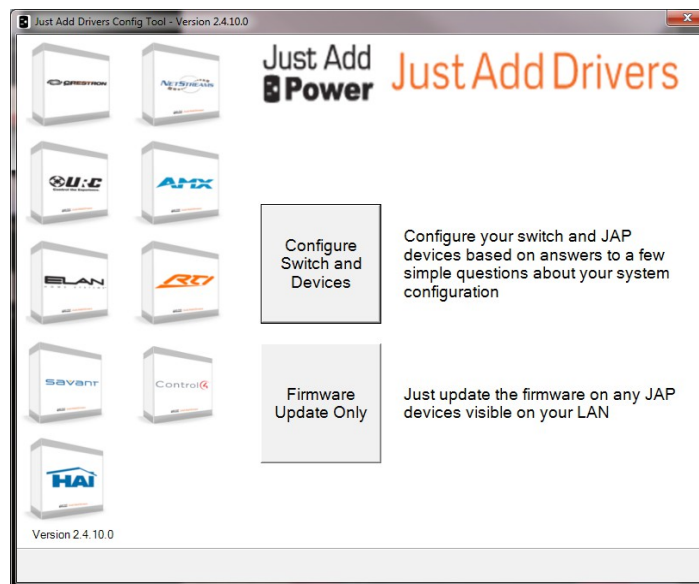 Just Add Drivers Config Tool - Version 2.4.10.0
Just Add
Power
Just Add Drivers
CRESTRON
NETSTREAMS
URC
AMX
ELAN
RTI
SAVANT
Control4
HAI
Configure
Switch and
Devices
Configure your switch and JAP
devices based on answers to a few
simple questions about your system
configuration
Firmware
Update Only
Just update the firmware on any JAP
devices visible on your LAN
Version 2.4.10.0